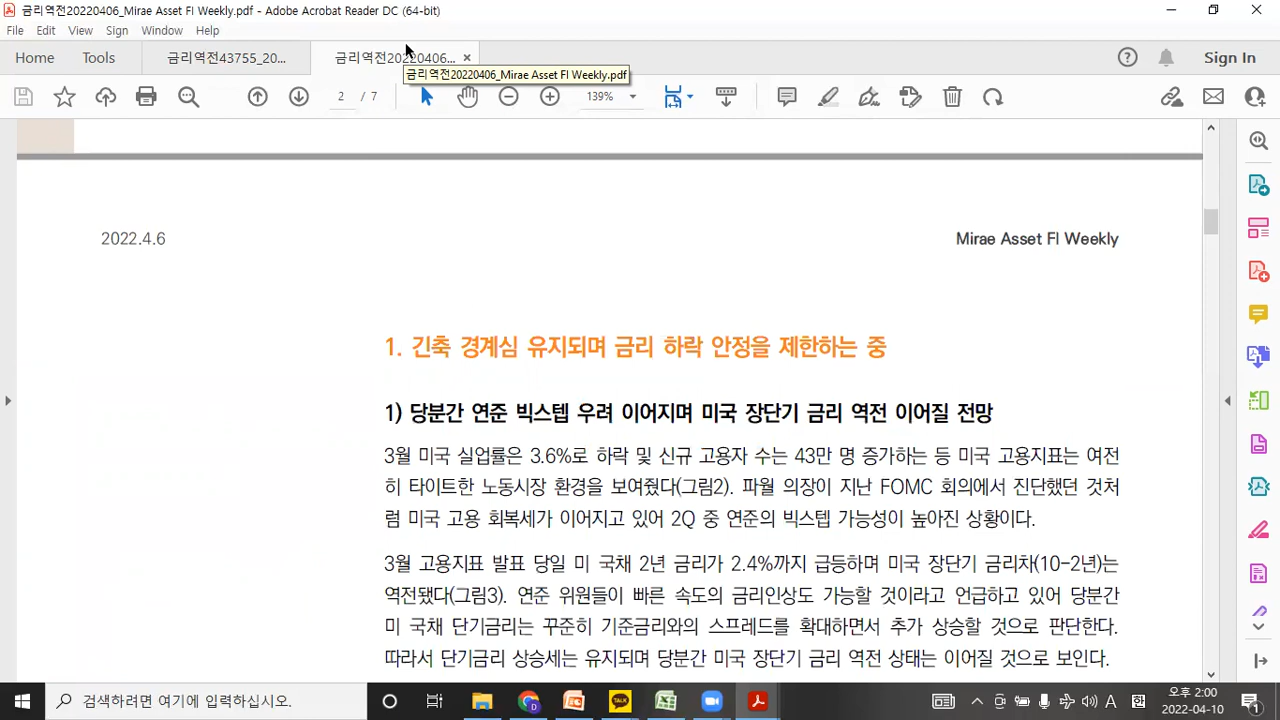 금리역전20220406_Mirae Asset FI Weekly.pdf - Adobe Acrobat Reader DC (64-bit)
File Edit View Sign Window Help
Home Tools 금리역전43755_20... 금리역전20220406... × Sign In
금리역전20220406_Mirae Asset FI Weekly.pdf
2 / 7 139%
2022.4.6 Mirae Asset FI Weekly
1. 긴축 경계심 유지되며 금리 하락 안정을 제한하는 중
1) 당분간 연준 빅스텝 우려 이어지며 미국 장단기 금리 역전 이어질 전망
3월 미국 실업률은 3.6%로 하락 및 신규 고용자 수는 43만 명 증가하는 등 미국 고용지표는 여전
히 타이트한 노동시장 환경을 보여줬다(그림2). 파월 의장이 지난 FOMC 회의에서 진단했던 것처
럼 미국 고용 회복세가 이어지고 있어 2Q 중 연준의 빅스텝 가능성이 높아진 상황이다.
3월 고용지표 발표 당일 미 국채 2년 금리가 2.4%까지 급등하며 미국 장단기 금리차(10-2년)는
역전됐다(그림3). 연준 위원들이 빠른 속도의 금리인상도 가능할 것이라고 언급하고 있어 당분간
미 국채 단기금리는 꾸준히 기준금리와의 스프레드를 확대하면서 추가 상승할 것으로 판단한다.
따라서 단기금리 상승세는 유지되며 당분간 미국 장단기 금리 역전 상태는 이어질 것으로 보인다.
검색하려면 여기에 입력하십시오. TALK A 한 오후 2:00
2022-04-10 1